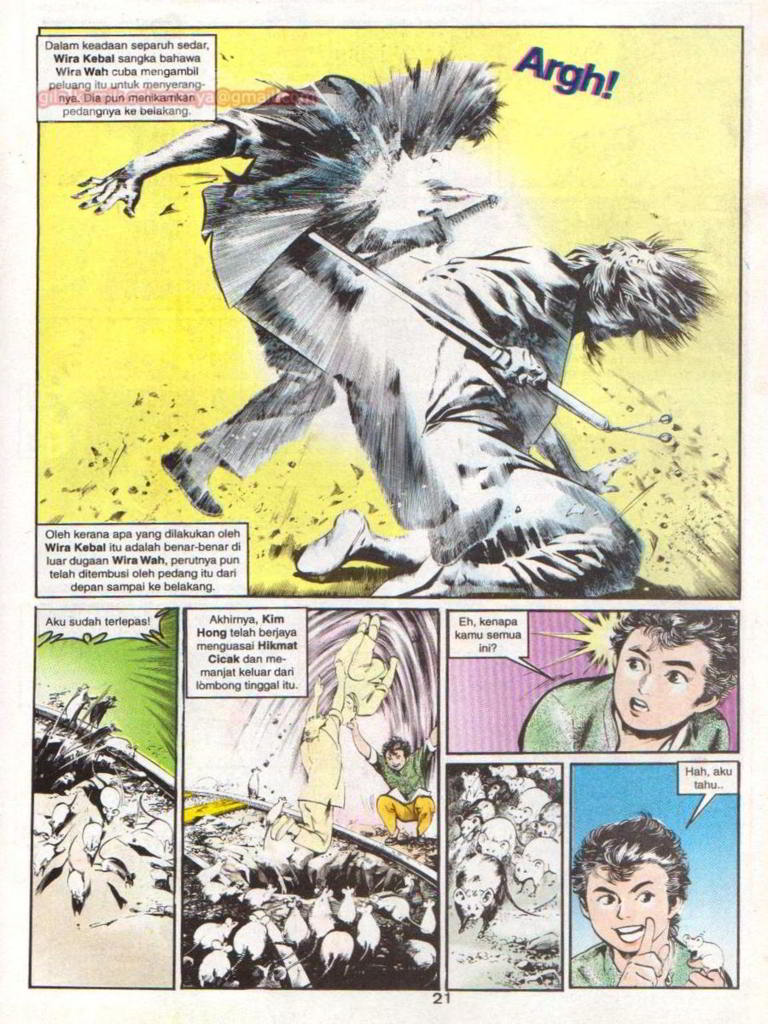 Dalam keadaan separuh sedar,
Wira Kebal sangka bahawa
Wira Wah cuba mengambil
peluang itu untuk menyerang-
nya. Dia pun menikamkan
pedangnya ke belakang.
Argh!
Oleh kerana apa yang dilakukan oleh
Wira Kebal itu adalah benar-benar di
luar dugaan Wira Wah, perutnya pun
telah ditembusi oleh pedang itu dari
depan sampai ke belakang.
Aku sudah terlepas!
Akhirnya, Kim
Hong telah berjaya
menguasai Hikmat
Cicak dan me-
manjat keluar dari
lombong tinggal itu.
Eh, kenapa
kamu semua
ini?
Hah, aku
tahu..
21